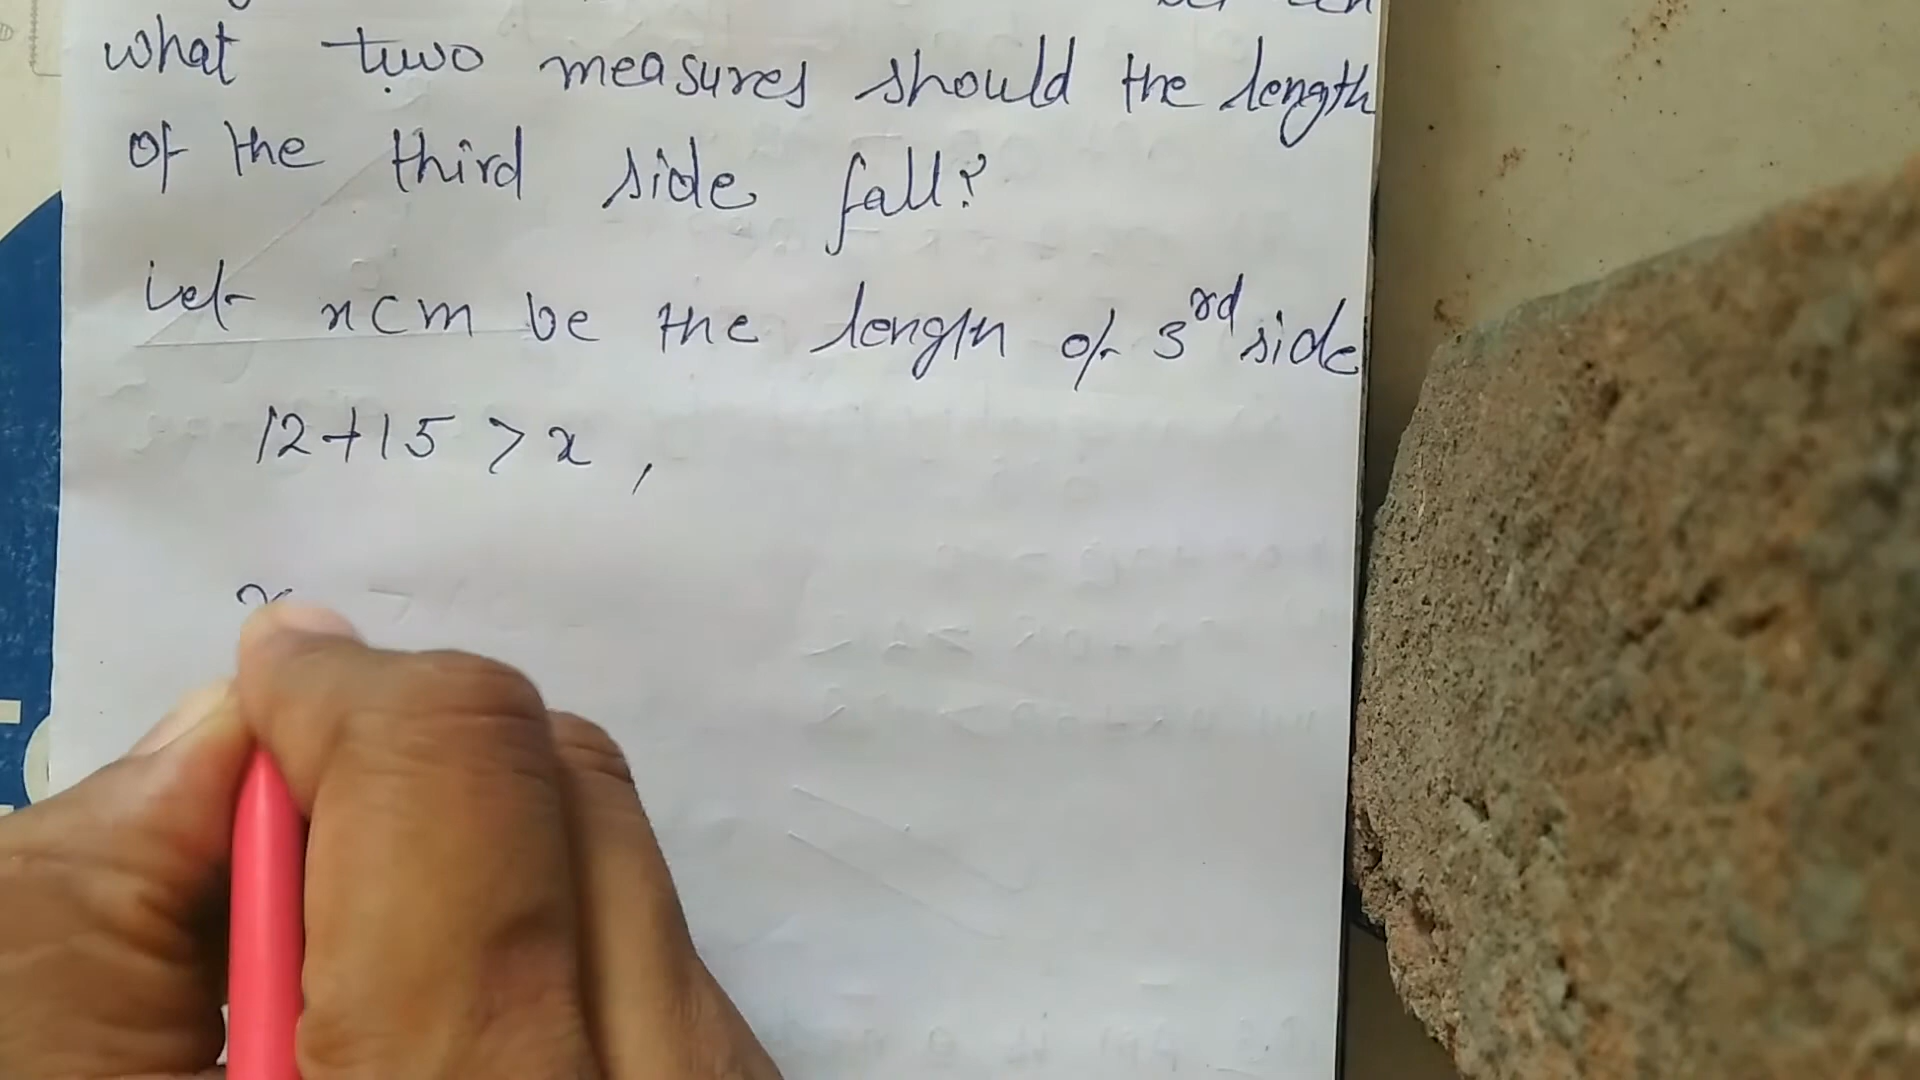 what two measures should the length
of the third side fall?
Let x cm be the length of 3rd side
12+15 > x ,
x